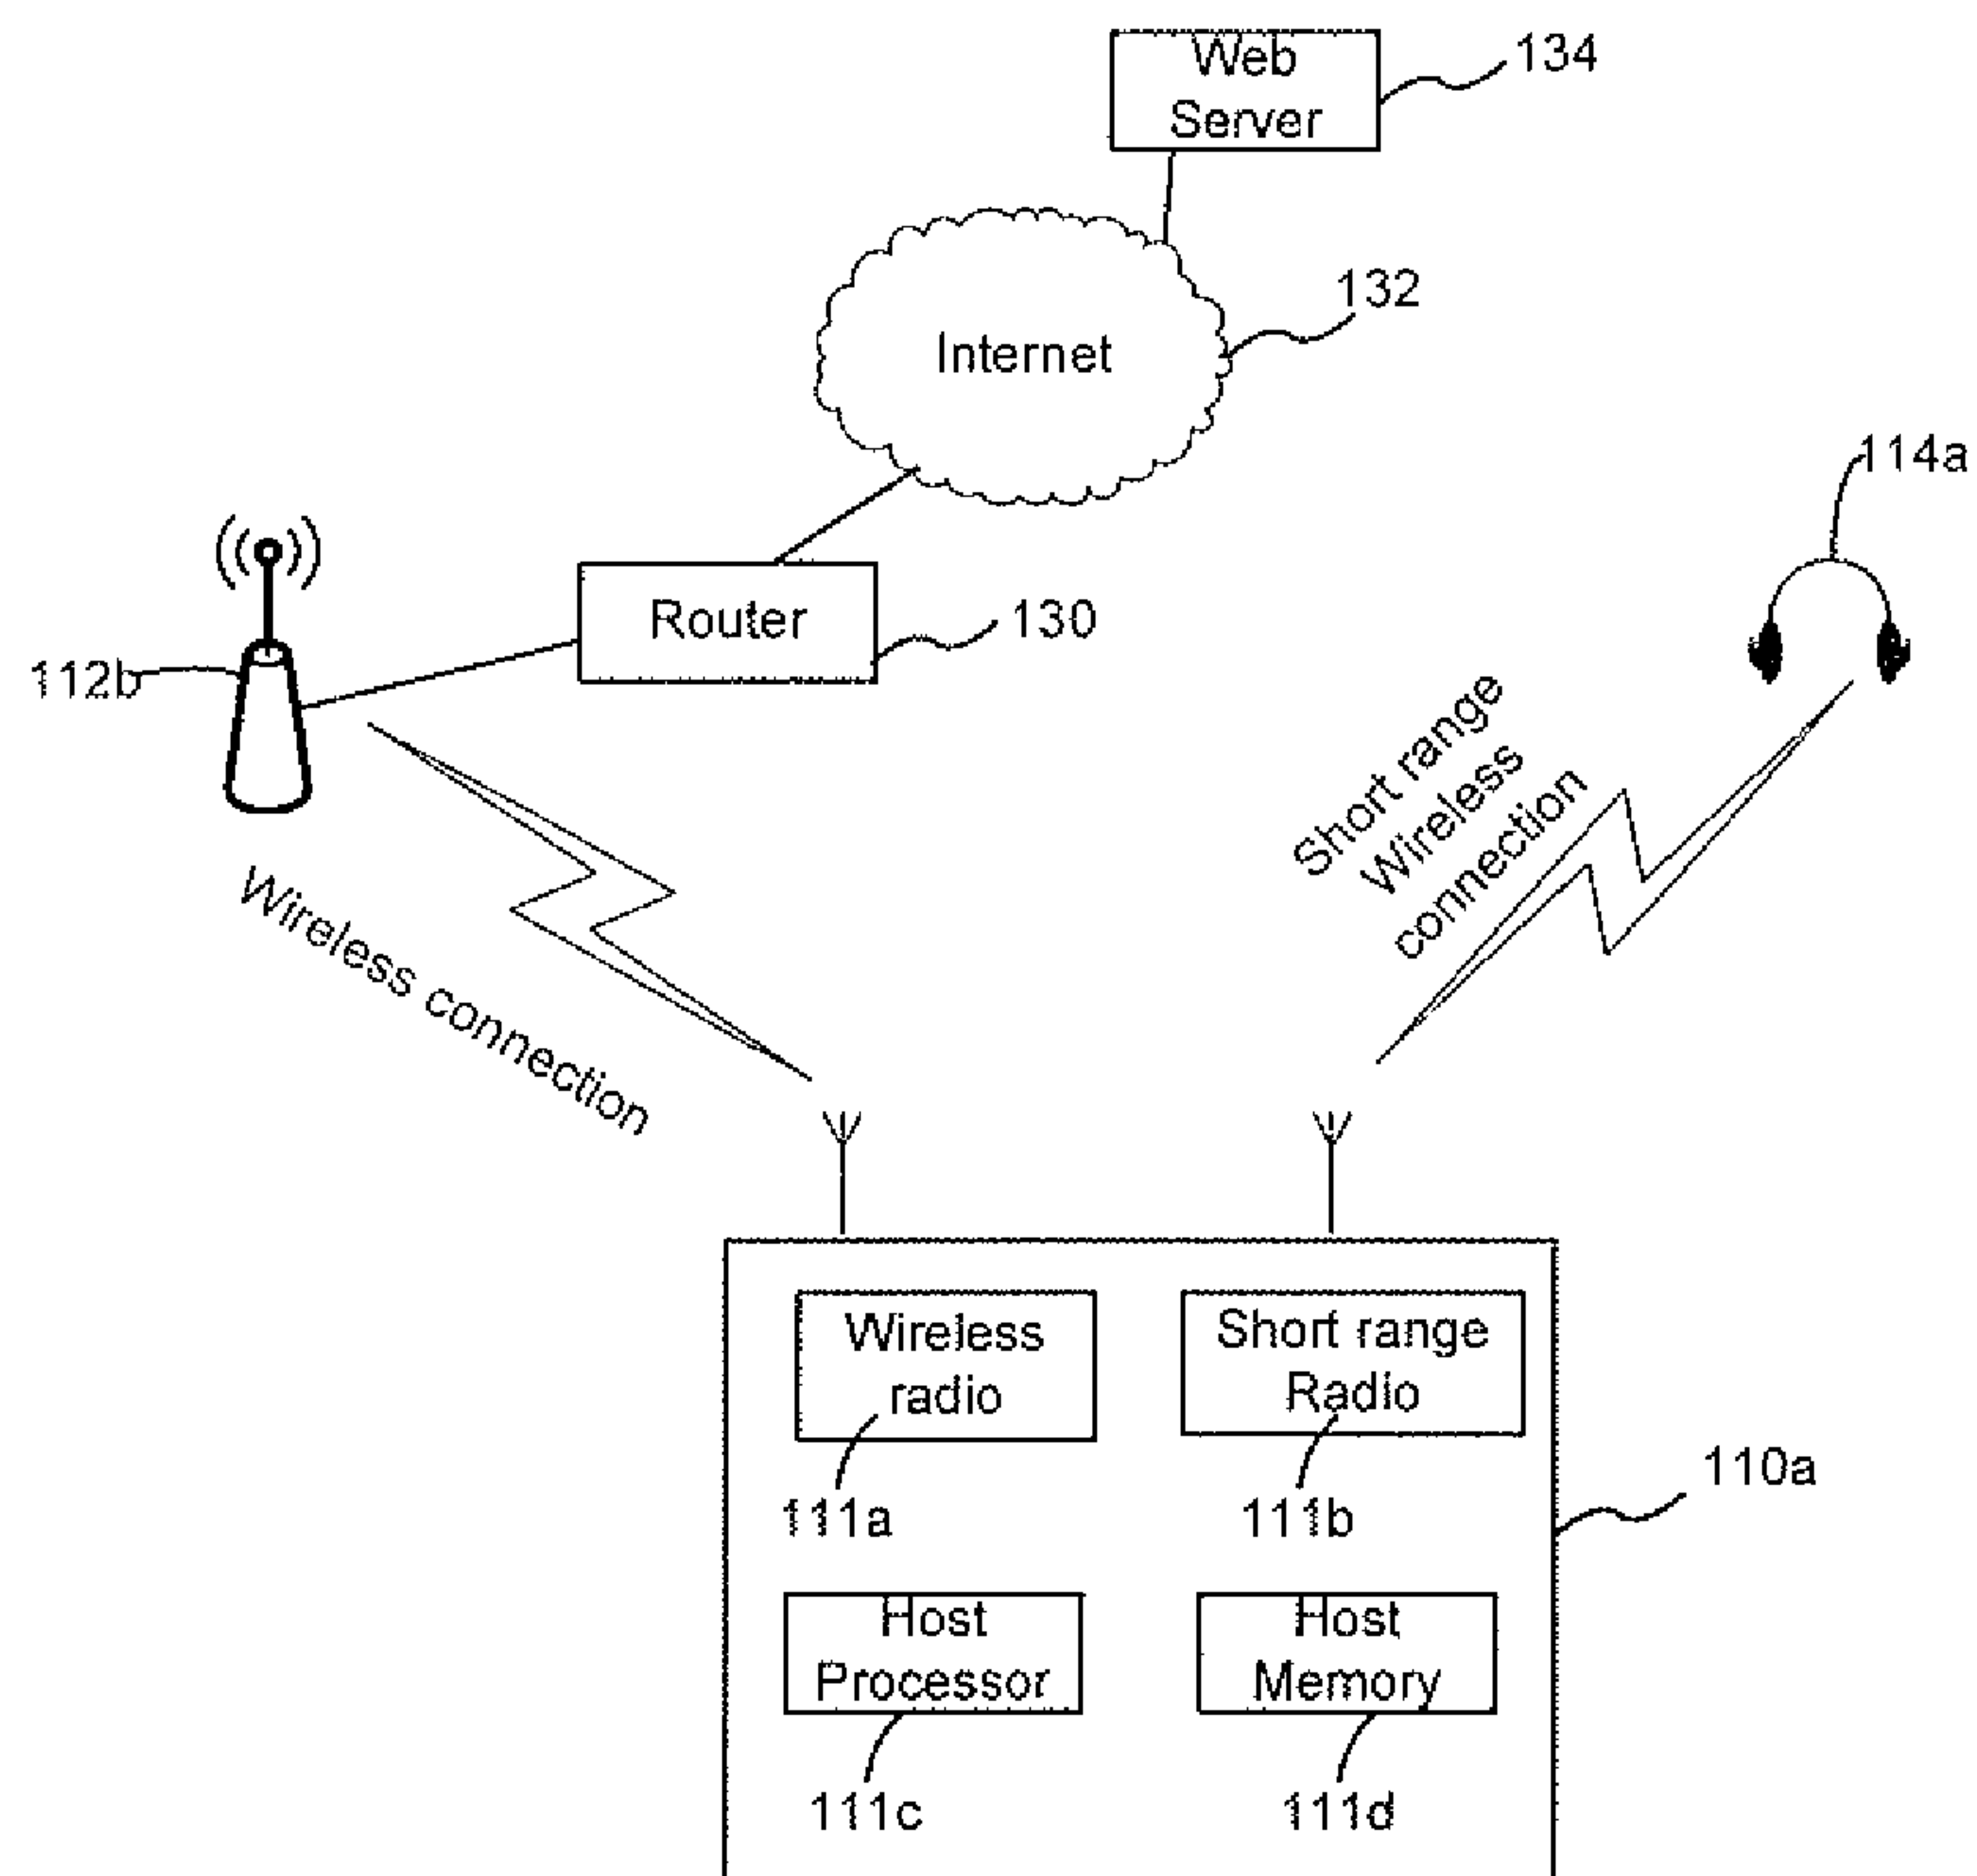 Web
Server
134
Internet
132
114a
Router
130
112b
Short range
Wireless
connection
Wireless connection
Wireless
radio
Short range
Radio
111a
111b
110a
Host
Processor
Host
Memory
111c
111d